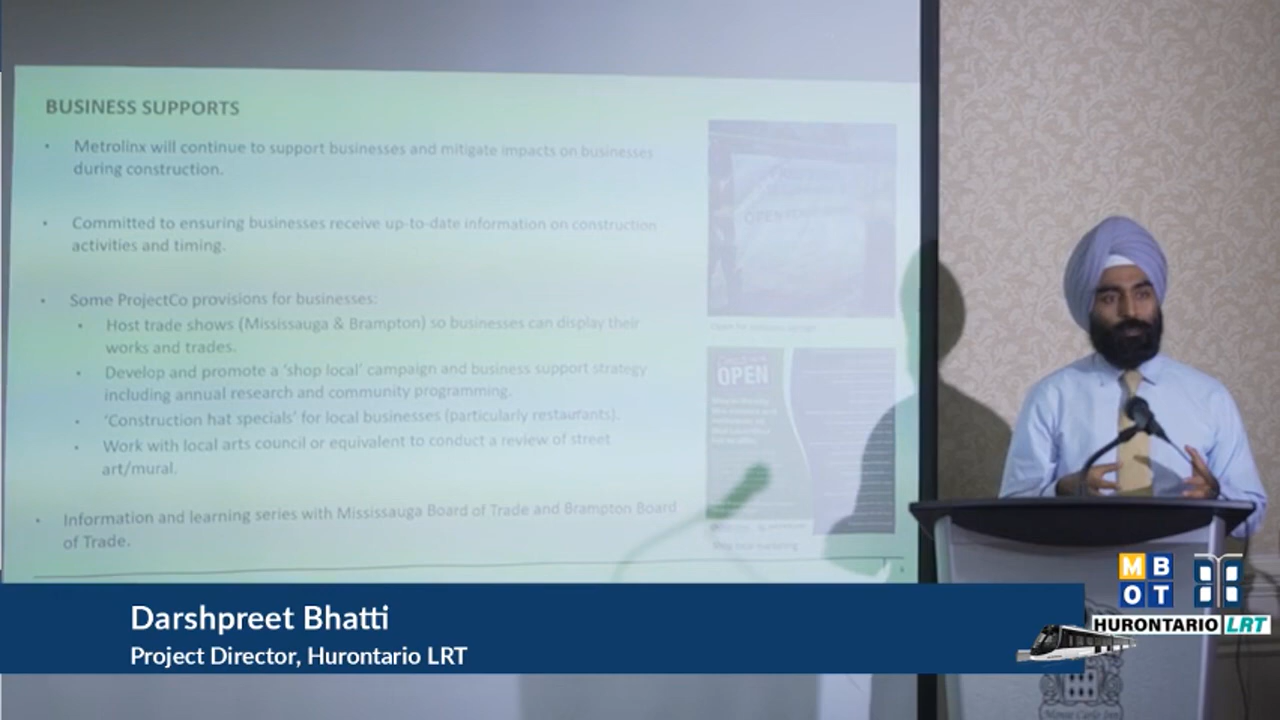 BUSINESS SUPPORTS
• Metrolinx will continue to support businesses and mitigate impacts on businesses
during construction.
• Committed to ensuring businesses receive up-to-date information on construction
activities and timing.
• Some ProjectCo provisions for businesses:
• Host trade shows (Mississauga & Brampton) so businesses can display their
works and trades.
• Develop and promote a ‘shop local’ campaign and business support strategy
including annual research and community programming.
• ‘Construction hat specials’ for local businesses (particularly restaurants).
• Work with local arts council or equivalent to conduct a review of street
art/mural.
• Information and learning series with Mississauga Board of Trade and Brampton Board
of Trade.
OPEN
OPEN
Darshpreet Bhatti
Project Director, Hurontario LRT
MB
OT
HURONTARIO LRT